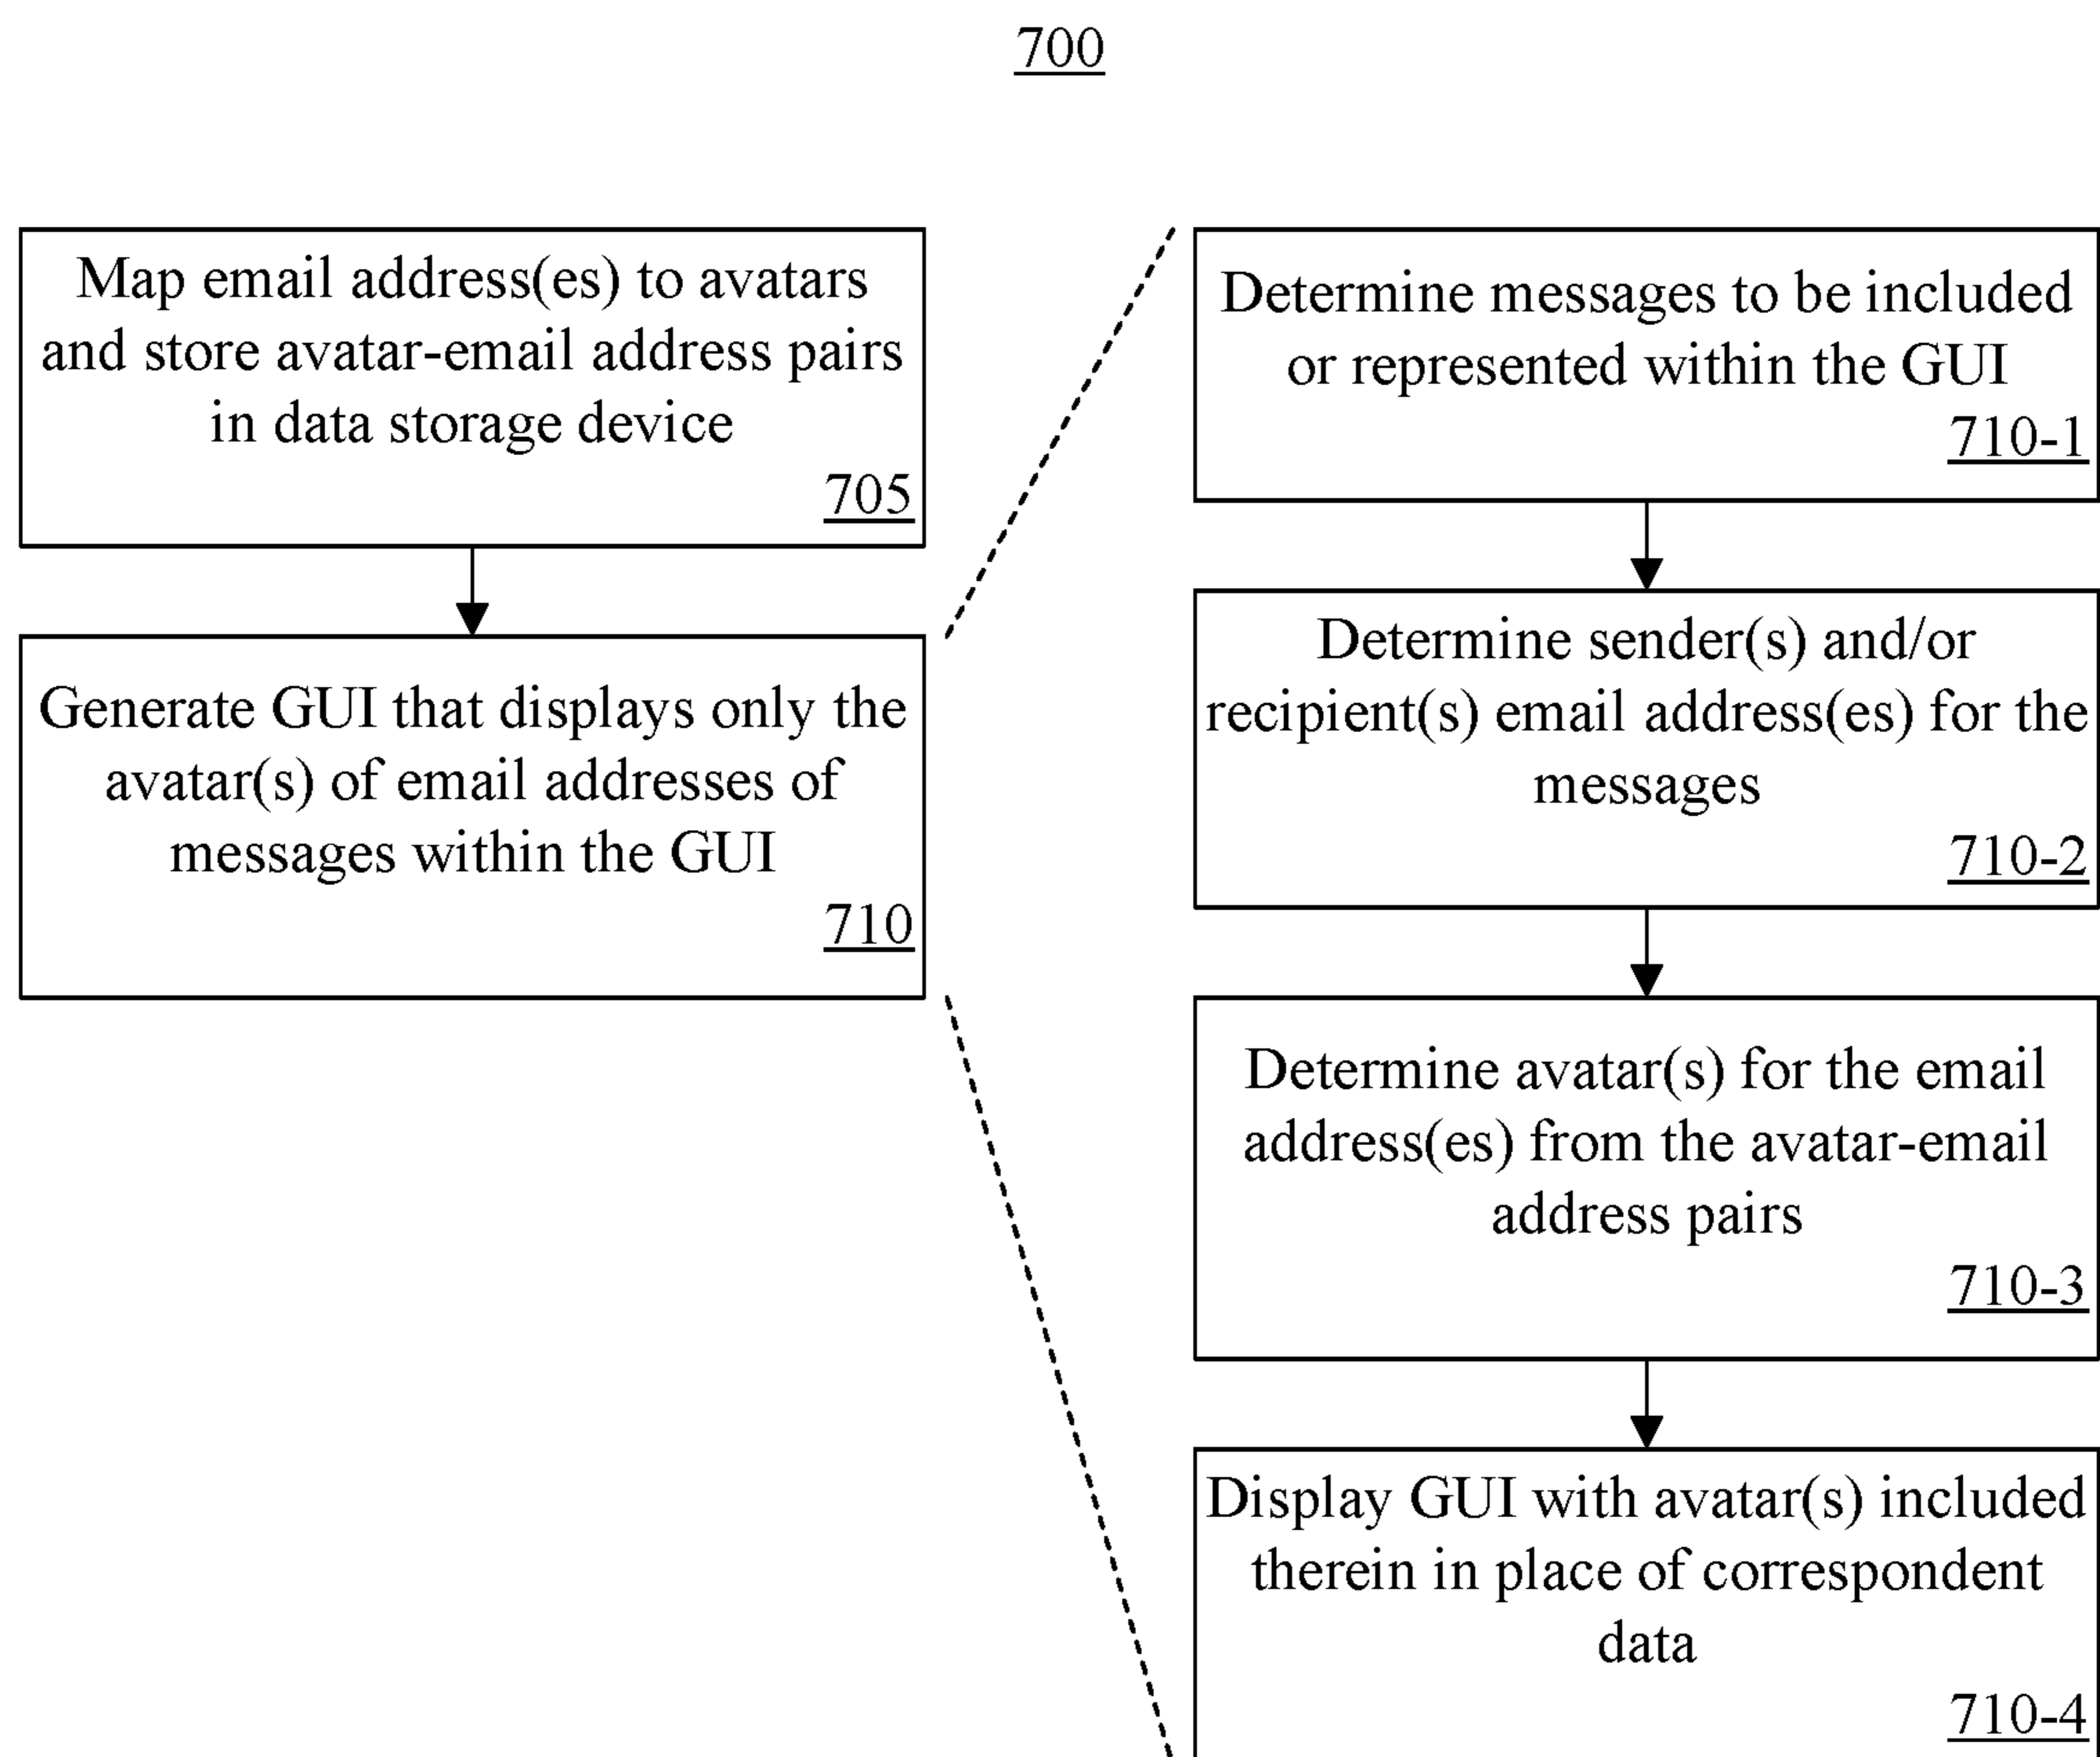 700
Map email address(es) to avatars
and store avatar-email address pairs
in data storage device
705
Generate GUI that displays only the
avatar(s) of email addresses of
messages within the GUI
710
Determine messages to be included
or represented within the GUI
710-1
Determine sender(s) and/or
recipient(s) email address(es) for the
messages
710-2
Determine avatar(s) for the email
address(es) from the avatar-email
address pairs
710-3
Display GUI with avatar(s) included
therein in place of correspondent
data
710-4